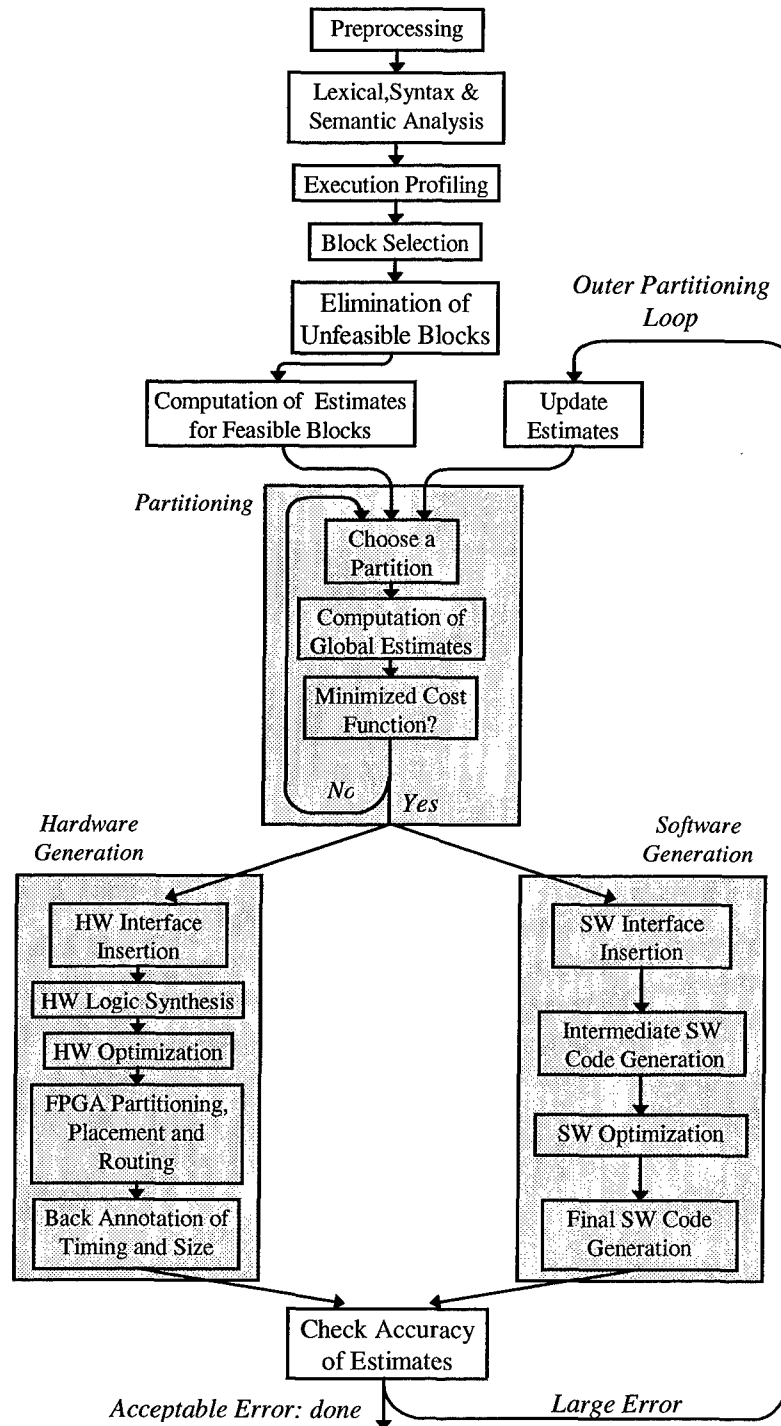 Preprocessing
Lexical,Syntax &
Semantic Analysis
Execution Profiling
Block Selection
Elimination of
Unfeasible Blocks
Outer Partitioning
Loop
Computation of Estimates
for Feasible Blocks
Update
Estimates
Partitioning
Choose a
Partition
Computation of
Global Estimates
Minimized Cost
Function?
No
Yes
Hardware
Generation
HW Interface
Insertion
HW Logic Synthesis
HW Optimization
FPGA Partitioning,
Placement and
Routing
Back Annotation of
Timing and Size
Software
Generation
SW Interface
Insertion
Intermediate SW
Code Generation
SW Optimization
Final SW Code
Generation
Check Accuracy
of Estimates
Acceptable Error: done
Large Error